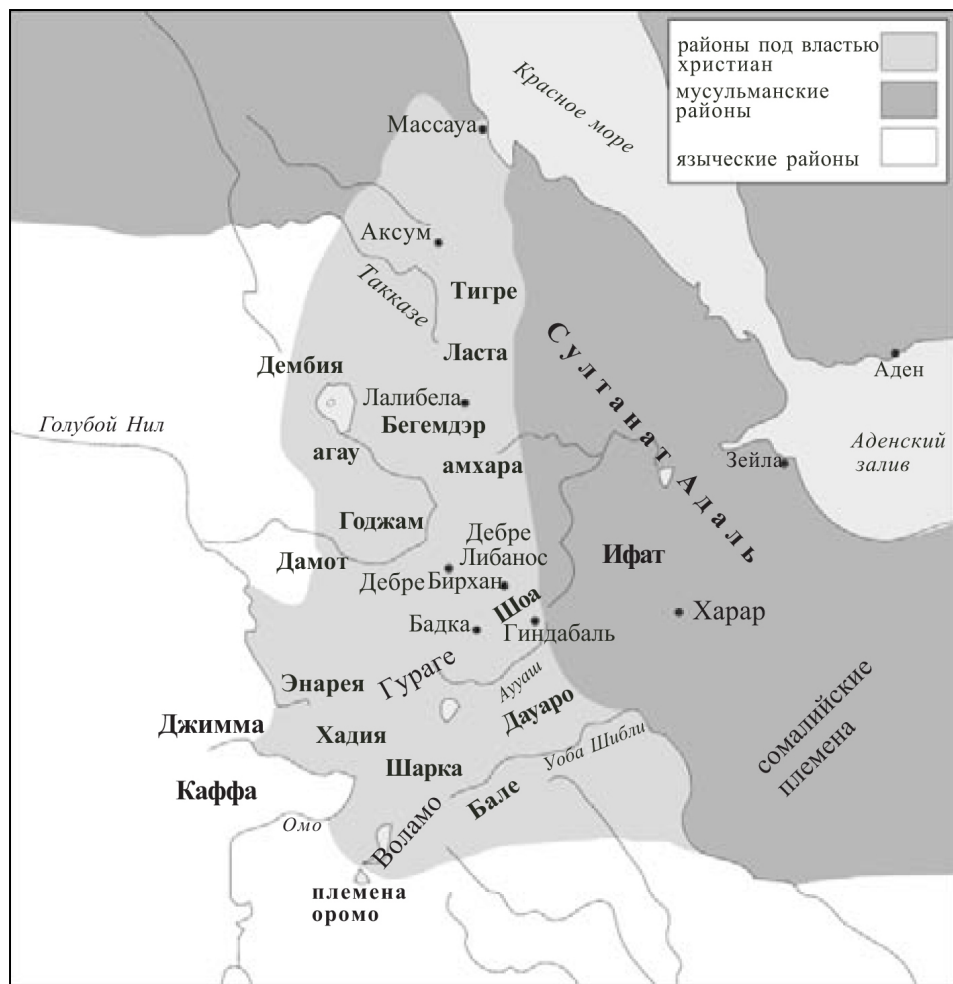 районы под властью
христиан
мусульманские
районы
языческие районы
Красное море
Массауа
Аксум
Такказе
Тигре
Ласта
Дембия
Лалибела
Бегемдэр
Голубой Нил
агау
амхара
Султанат Адаль
Аден
Аденский
залив
Зейла
Годжам
Дебре
Либанос
Дамот
Дебре Бирхан
Ифат
Шоа
Бадка
Гиндабаль
Харар
Гураге
Энарея
Аууаш
Дауаро
Джимма
Хадия
сомалийские
племена
Шарка
Уоба Шибли
Каффа
Бале
Омо
Воламо
племена
оромо